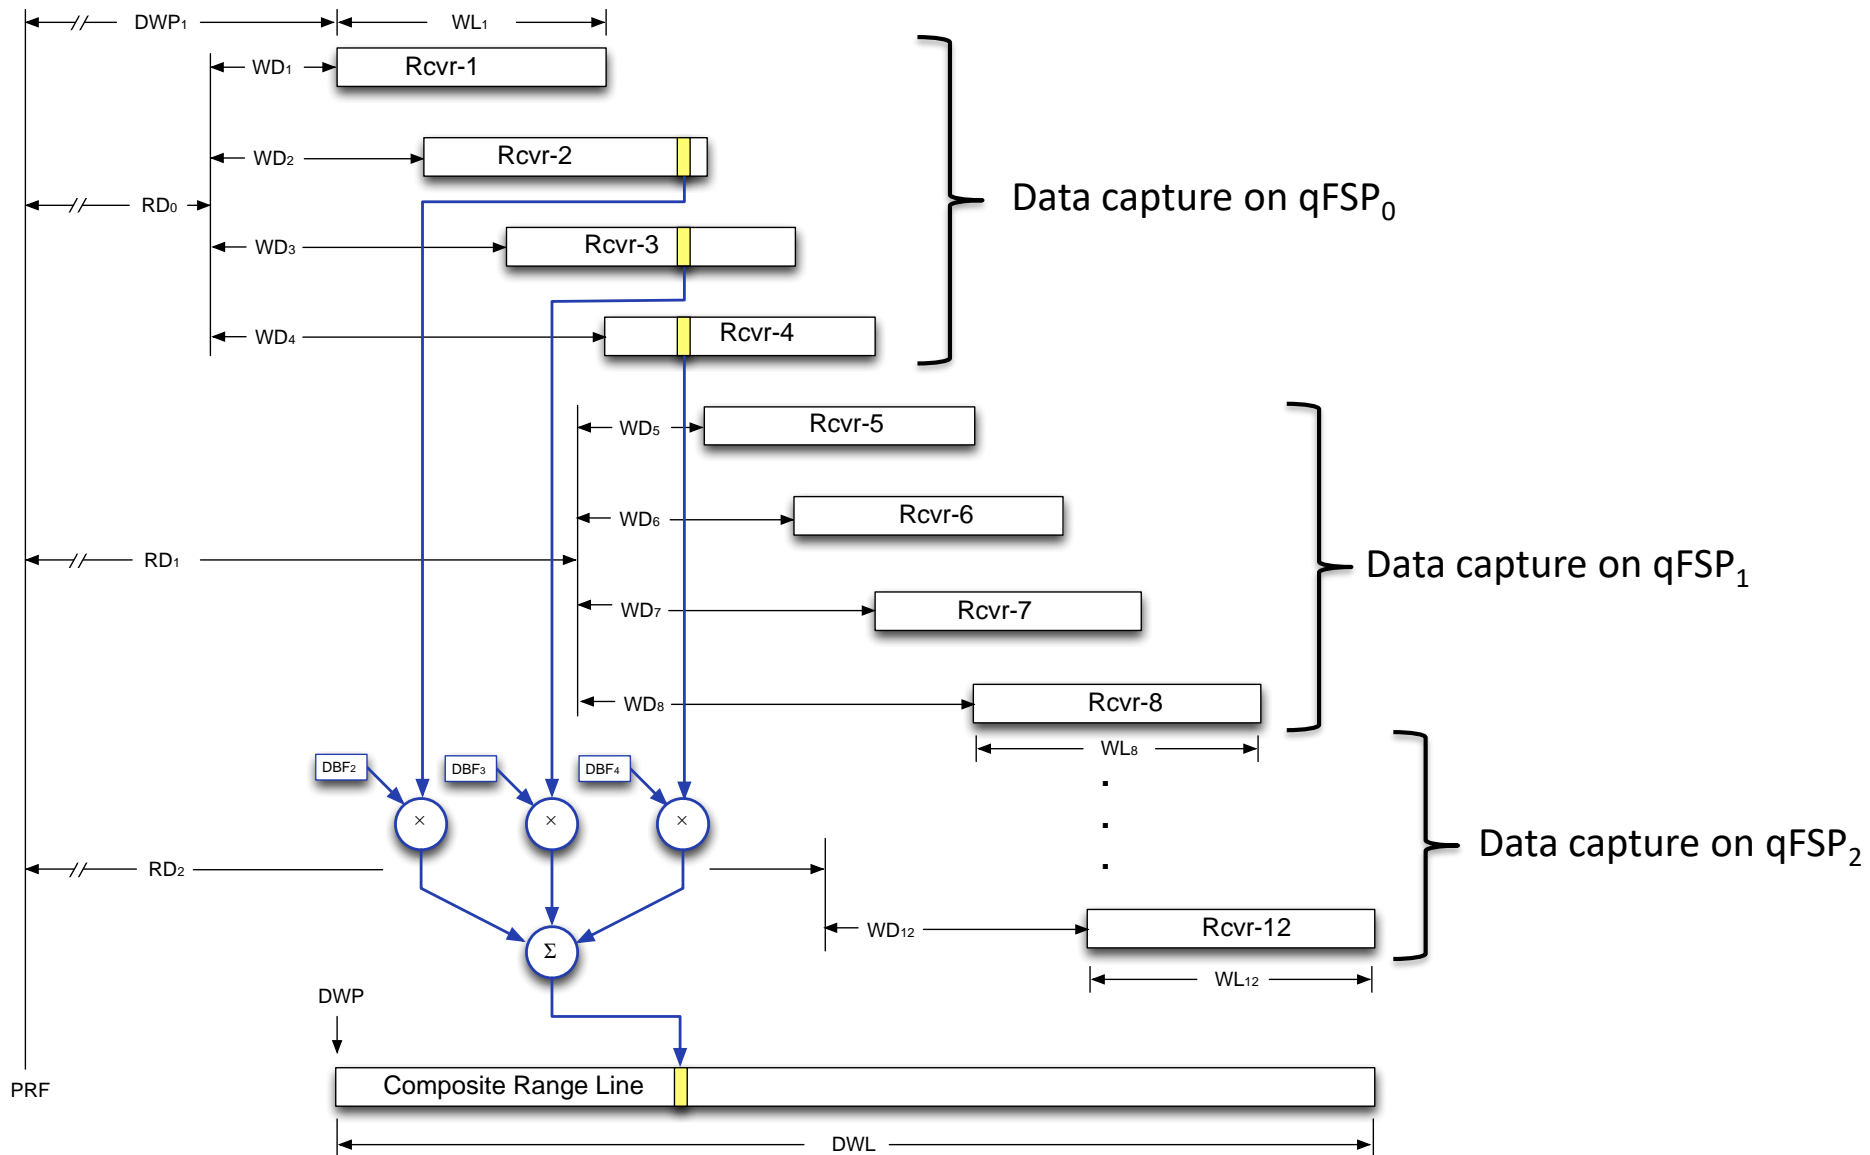 DWP₁
WL₁
WD₁
Rcvr-1
WD₂
Rcvr-2
Data capture on qFSP₀
RD₀
WD₃
Rcvr-3
WD₄
Rcvr-4
WD₅
Rcvr-5
WD₆
Rcvr-6
RD₁
Data capture on qFSP₁
WD₇
Rcvr-7
WD₈
Rcvr-8
WL₈
DBF₂
DBF₃
DBF₄
× × ×
Data capture on qFSP₂
RD₂
WD₁₂
Rcvr-12
Σ
WL₁₂
DWP
PRF
Composite Range Line
DWL